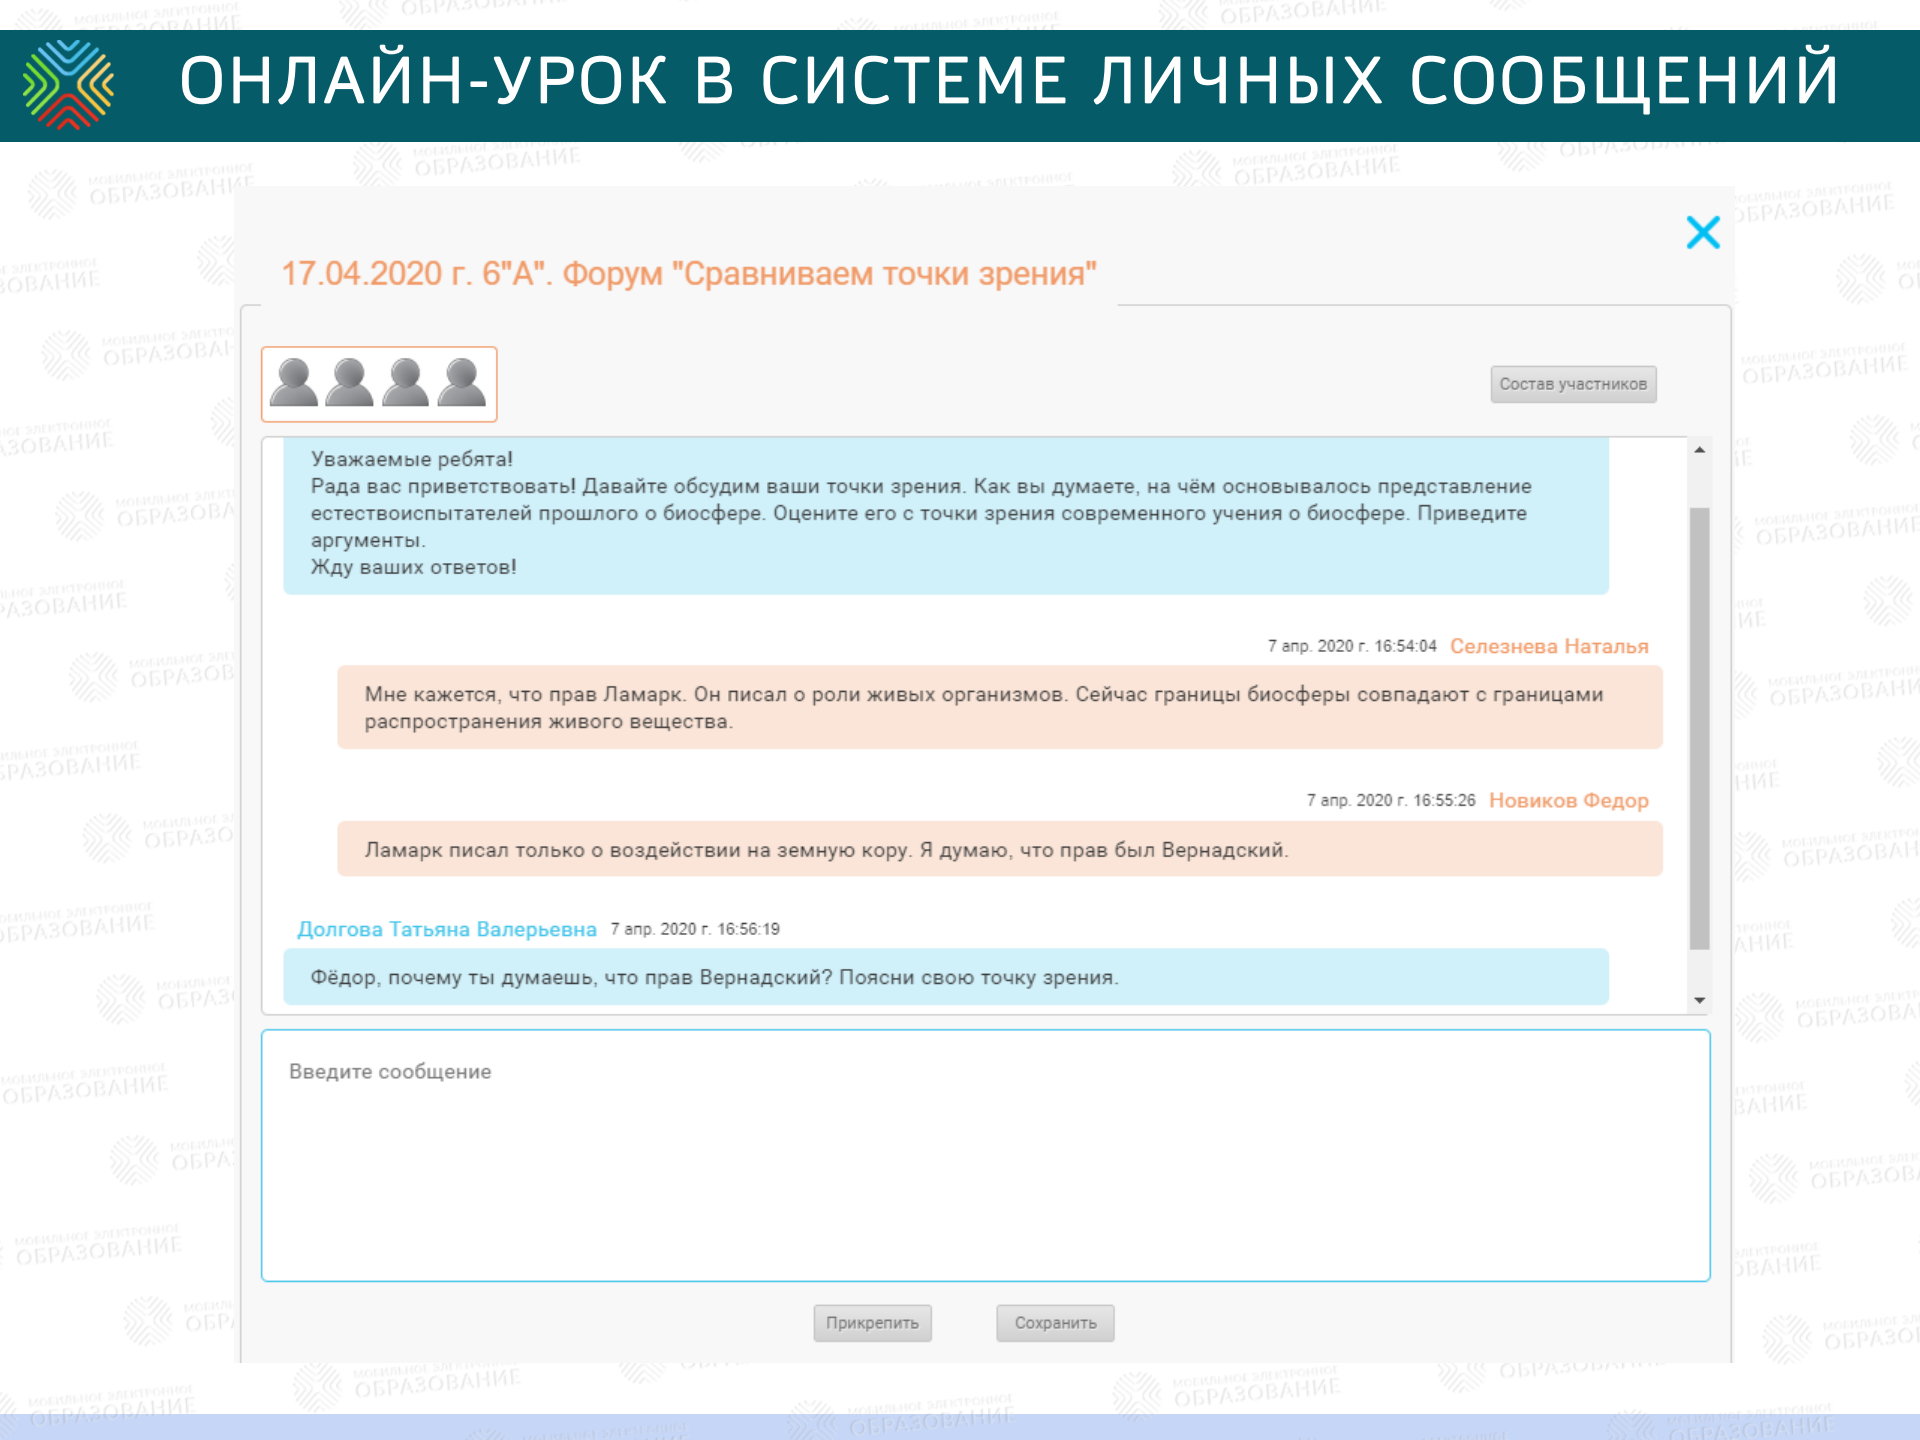 ОНЛАЙН-УРОК В СИСТЕМЕ ЛИЧНЫХ СООБЩЕНИЙ
17.04.2020 г. 6"А". Форум "Сравниваем точки зрения"
Состав участников
Уважаемые ребята!
Рада вас приветствовать! Давайте обсудим ваши точки зрения. Как вы думаете, на чём основывалось представление
естествоиспытателей прошлого о биосфере. Оцените его с точки зрения современного учения о биосфере. Приведите
аргументы.
Жду ваших ответов!
7 апр. 2020 г. 16:54:04 Селезнева Наталья
Мне кажется, что прав Ламарк. Он писал о роли живых организмов. Сейчас границы биосферы совпадают с границами
распространения живого вещества.
7 апр. 2020 г. 16:55:26 Новиков Федор
Ламарк писал только о воздействии на земную кору. Я думаю, что прав был Вернадский.
Долгова Татьяна Валерьевна 7 апр. 2020 г. 16:56:19
Фёдор, почему ты думаешь, что прав Вернадский? Поясни свою точку зрения.
Введите сообщение
Прикрепить
Сохранить